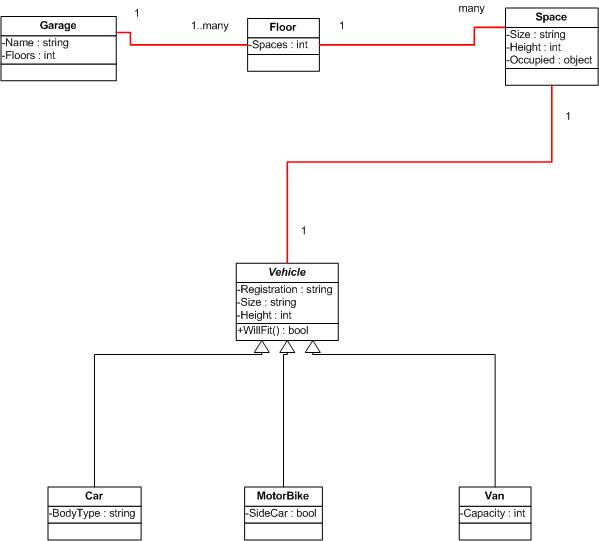 Garage
-Name : string
-Floors : int
1
1..many
Floor
-Spaces : int
1
many
Space
-Size : string
-Height : int
-Occupied : object
1
1
Vehicle
-Registration : string
-Size : string
-Height : int
+WillFit() : bool
Car
-BodyType : string
MotorBike
-SideCar : bool
Van
-Capacity : int